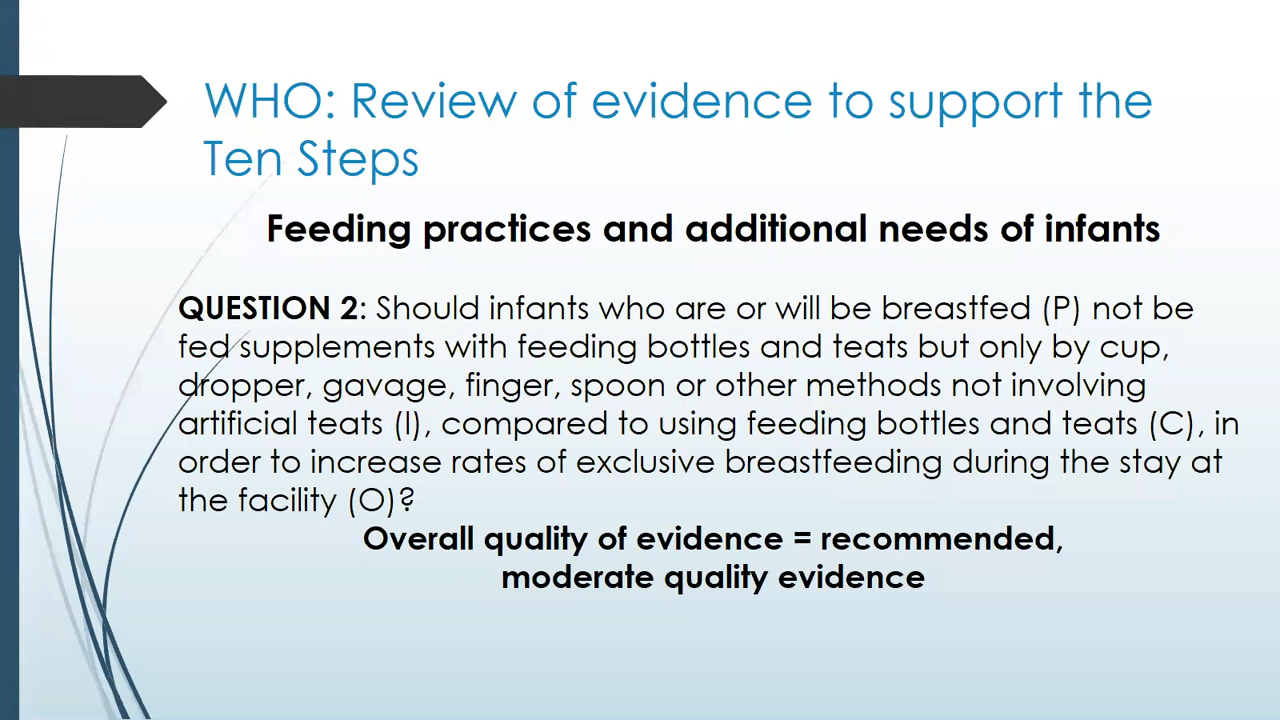 WHO: Review of evidence to support the
Ten Steps
Feeding practices and additional needs of infants
QUESTION 2: Should infants who are or will be breastfed (P) not be
fed supplements with feeding bottles and teats but only by cup,
dropper, gavage, finger, spoon or other methods not involving
artificial teats (I), compared to using feeding bottles and teats (C), in
order to increase rates of exclusive breastfeeding during the stay at
the facility (O)?
Overall quality of evidence = recommended,
moderate quality evidence